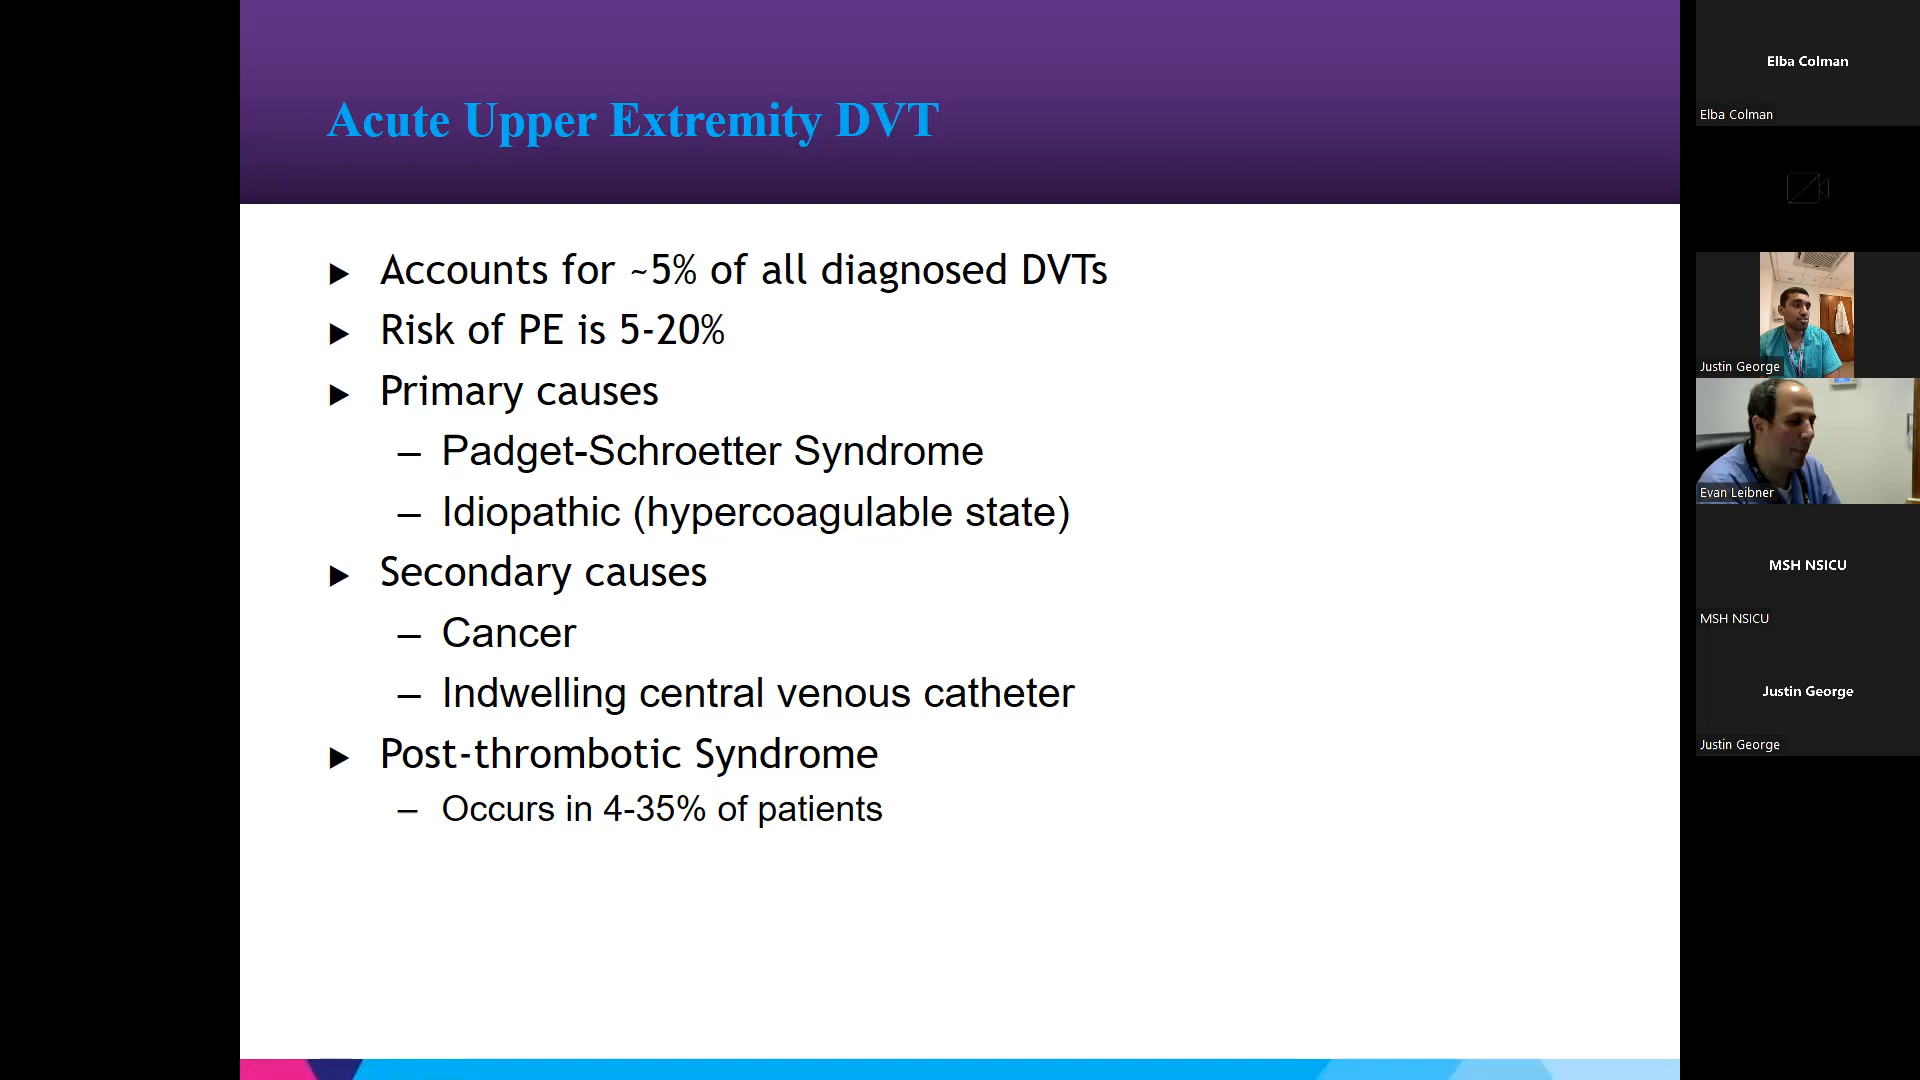 Acute Upper Extremity DVT
► Accounts for ~5% of all diagnosed DVTs
► Risk of PE is 5-20%
► Primary causes
– Padget-Schroetter Syndrome
– Idiopathic (hypercoagulable state)
► Secondary causes
– Cancer
– Indwelling central venous catheter
► Post-thrombotic Syndrome
– Occurs in 4-35% of patients
Elba Colman
Elba Colman
Justin George
Evan Leibner
MSH NSICU
MSH NSICU
Justin George
Justin George